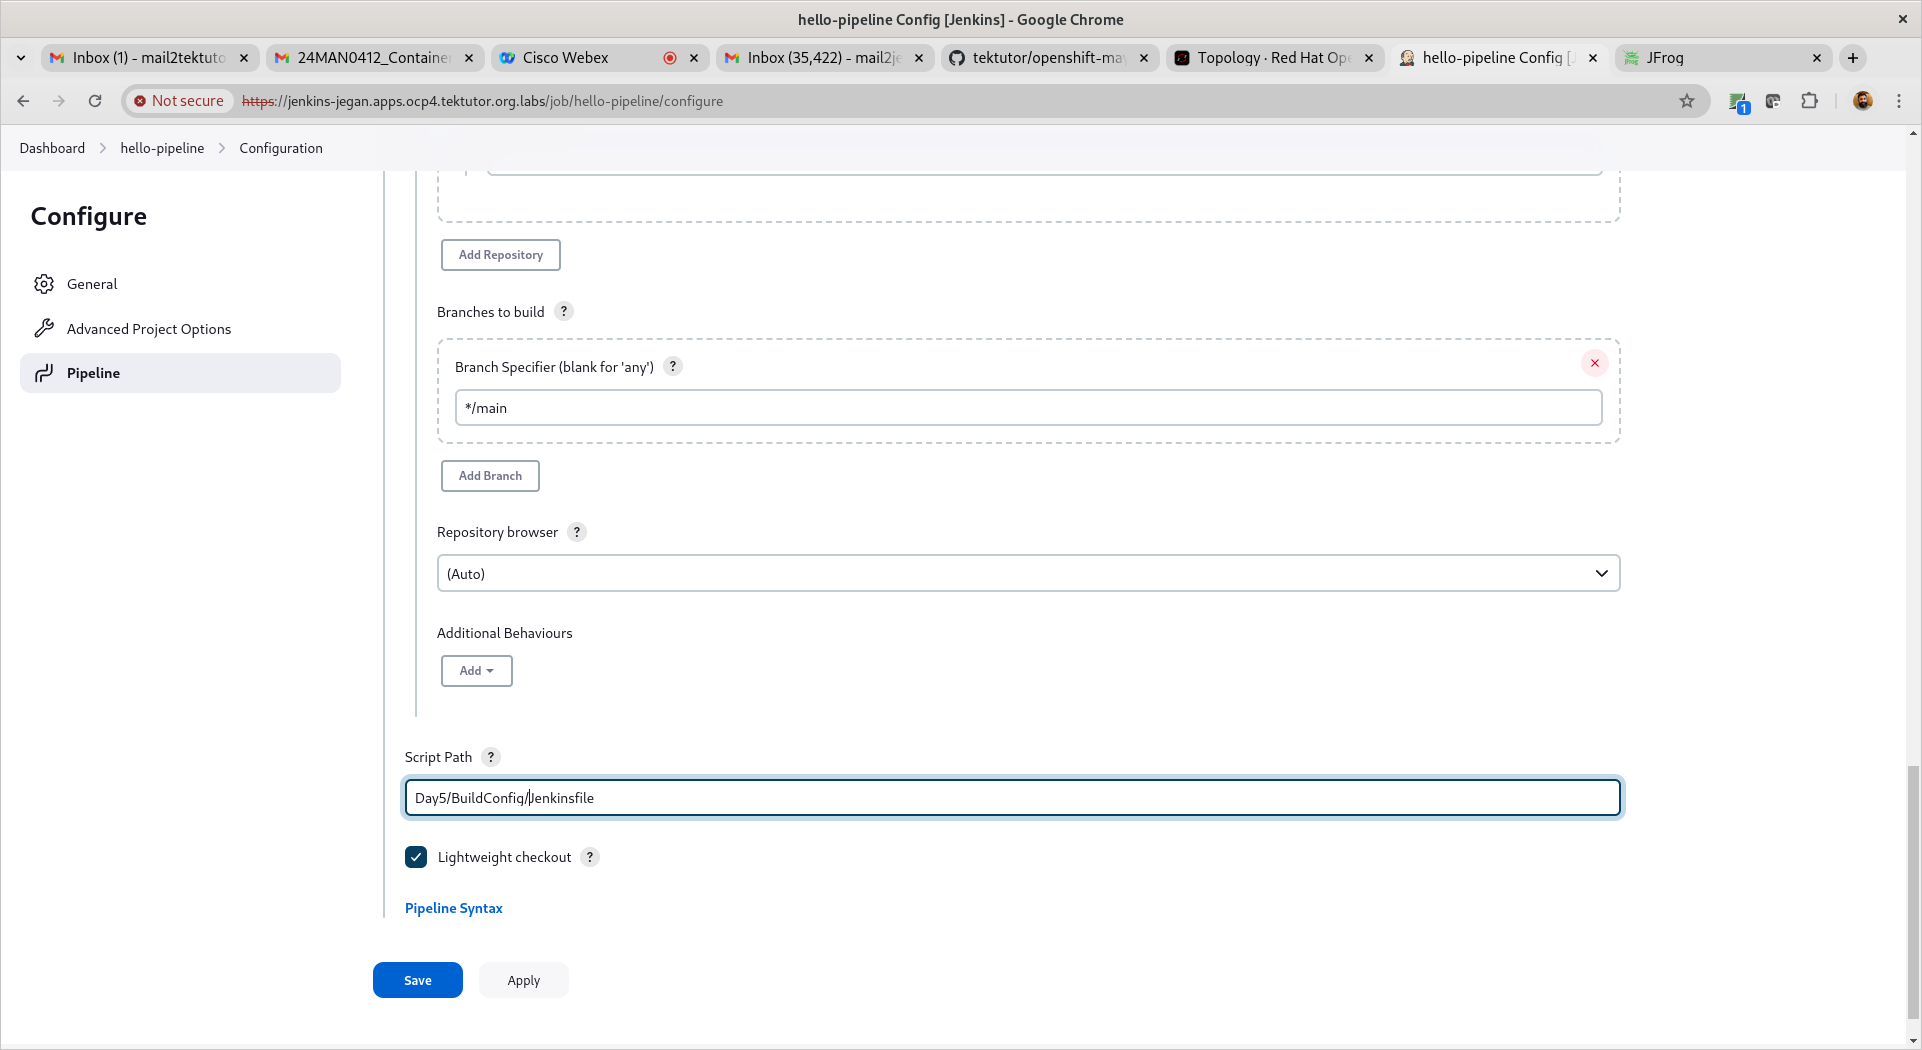 hello-pipeline Config [Jenkins] - Google Chrome
Inbox (1) - mail2tektuto
24MAN0412_Container
Cisco Webex
Inbox (35,422) - mail2je
tektutor/openshift-may
Topology · Red Hat Ope
hello-pipeline Config [J
JFrog
Not secure
https://jenkins-jegan.apps.ocp4.tektutor.org.labs/job/hello-pipeline/configure
1
Dashboard
hello-pipeline
Configuration
Configure
General
Advanced Project Options
Pipeline
Add Repository
Branches to build ?
Branch Specifier (blank for 'any') ?
*/main
Add Branch
Repository browser ?
(Auto)
Additional Behaviours
Add
Script Path ?
Day5/BuildConfig/Jenkinsfile
Lightweight checkout ?
Pipeline Syntax
Save
Apply